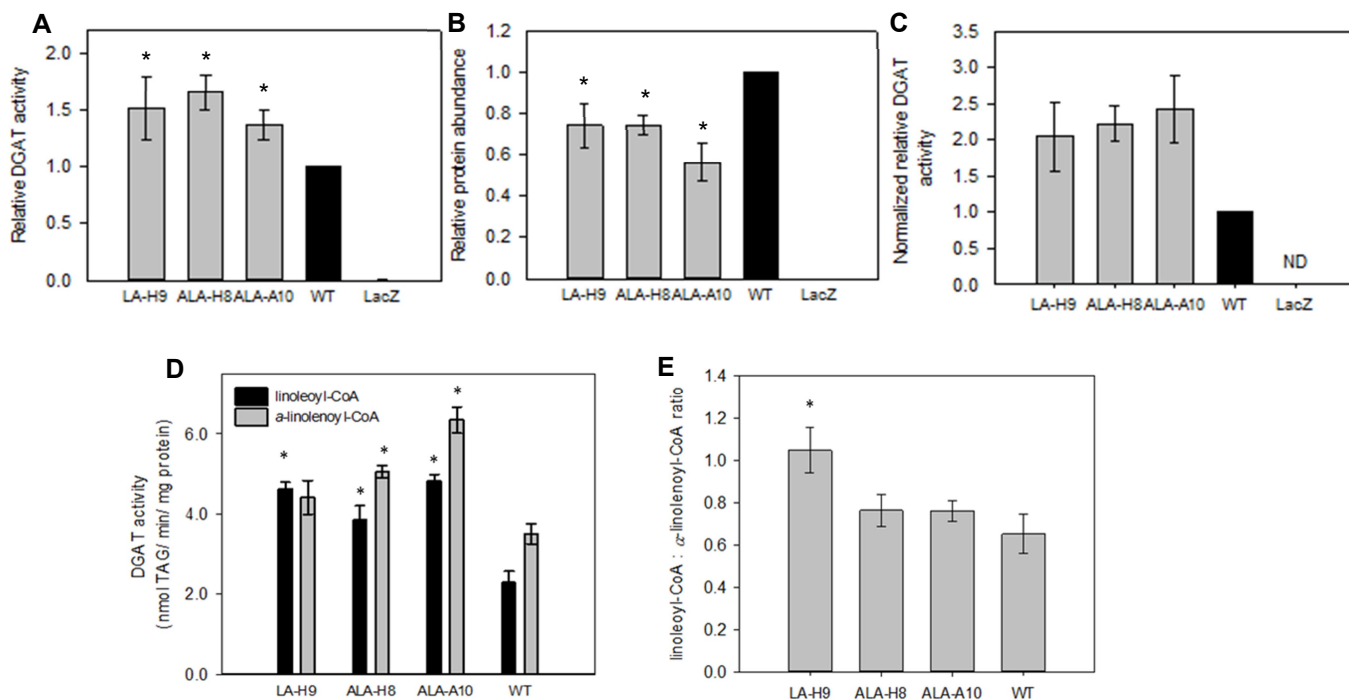 A
Relative DGAT activity
2.0
1.5
1.0
0.5
0.0
*
*
*
LA-H9
ALA-H8
ALA-A10
WT
LacZ
B
Relative protein abundance
1.2
1.0
0.8
0.6
0.4
0.2
0.0
*
*
*
LA-H9
ALA-H8
ALA-A10
WT
LacZ
C
Normalized relative DGAT
activity
3.5
3.0
2.5
2.0
1.5
1.0
0.5
0.0
ND
LA-H9
ALA-H8
ALA-A10
WT
LacZ
D
DGAT activity
(nmol TAG/ min/ mg protein)
6.0
4.0
2.0
0.0
linoleoyl-CoA
a-linolenoyl-CoA
*
*
*
*
*
LA-H9
ALA-H8
ALA-A10
WT
E
linoleoyl-CoA : α-linolenoyl-CoA ratio
1.4
1.2
1.0
0.8
0.6
0.4
0.2
0.0
*
LA-H9
ALA-H8
ALA-A10
WT